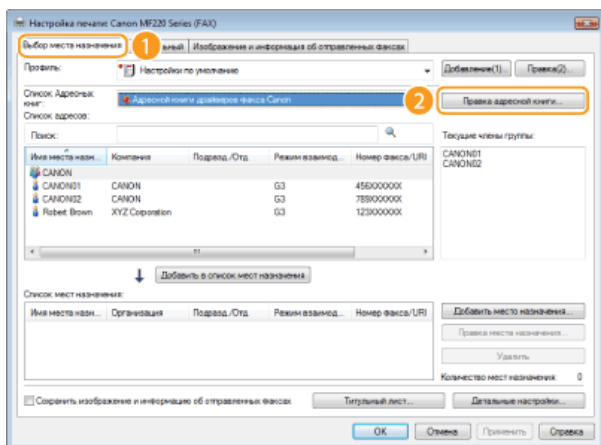 Настройка печати: Canon MF220 Series (FAX)
Выбор места назначения 1 ьный Изображение и информация об отправленных факсах
Профиль: Настройки по умолчанию Добавление(1)... Правка(2)...
Список Адресных книг: Адресной книги драйверов факса Canon 2 Правка адресной книги...
Список адресов:
Поиск: Текущие члены группы:
Имя места назн... Компания Подразд./Отд. Режим взаимод... Номер факса/URI
CANON CANON01
CANON01 CANON G3 456XXXXXXX CANON02
CANON02 CANON G3 789XXXXXXX
Robert Brown XYZ Corporation G3 123XXXXXXX
Добавить в список мест назначения
Список мест назначения:
Имя места назн... Организация Подразд./Отд. Режим взаимод... Номер факса/URI Добавить место назначения...
Правка места назначения...
Удалить
Количество мест назначения: 0
Сохранить изображение и информацию об отправленных факсах Титульный лист... Детальные настройки...
OK Отмена Применить Справка